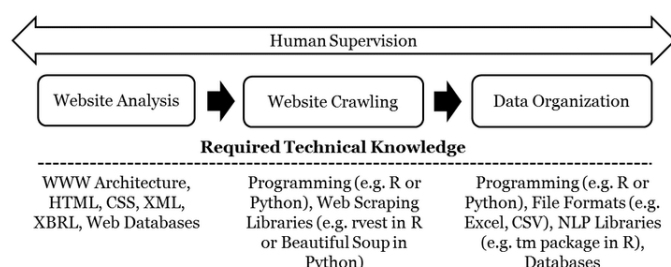 Human Supervision
Website Analysis
Website Crawling
Data Organization
Required Technical Knowledge
WWW Architecture,
HTML, CSS, XML,
XBRL, Web Databases
Programming (e.g. R or
Python), Web Scraping
Libraries (e.g. rvest in R
or Beautiful Soup in
Python)
Programming (e.g. R or
Python), File Formats (e.g.
Excel, CSV), NLP Libraries
(e.g. tm package in R),
Databases